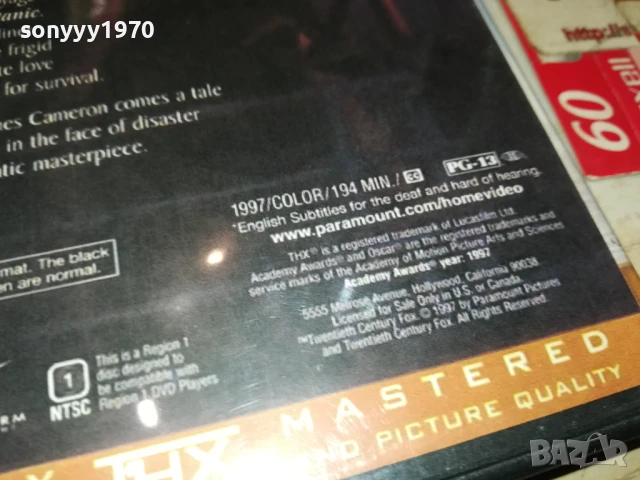 sonyyy1970
frigid
love
for survival.
Cameron comes a tale
in the face of disaster
masterpiece.
The black
are normal.
PG-13
1997/COLOR/194 MIN./
*English Subtitles for the deaf and hard of hearing.
www.paramount.com/homevideo
THX® is a registered trademark of Lucasfilm Ltd.
Academy Awards® and Oscar® are the registered trademarks and
service marks of the Academy of Motion Picture Arts and Sciences
Academy Awards® year: 1997
5555 Melrose Avenue, Hollywood, California 90038
Licensed for Sale Only in U.S. or Canada.
™Twentieth Century Fox. © 1997 by Paramount Pictures
and Twentieth Century Fox. All Rights Reserved.
1
NTSC
This is a Region 1
disc designed to
be compatible with
Region 1 DVD Players
THX MASTERED
PICTURE QUALITY
http://
60
BAZAR